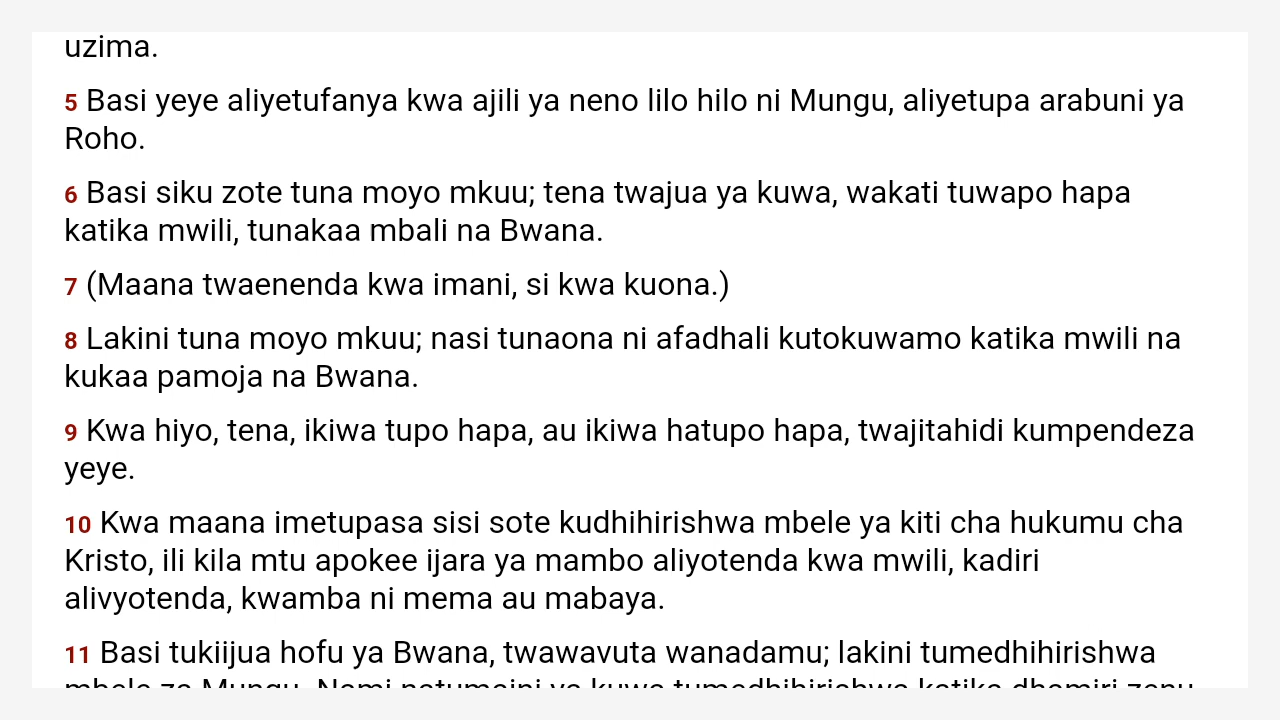 uzima.
5 Basi yeye aliyetufanya kwa ajili ya neno lilo hilo ni Mungu, aliyetupa arabuni ya
Roho.
6 Basi siku zote tuna moyo mkuu; tena twajua ya kuwa, wakati tuwapo hapa
katika mwili, tunakaa mbali na Bwana.
7 (Maana twaenenda kwa imani, si kwa kuona.)
8 Lakini tuna moyo mkuu; nasi tunaona ni afadhali kutokuwamo katika mwili na
kukaa pamoja na Bwana.
9 Kwa hiyo, tena, ikiwa tupo hapa, au ikiwa hatupo hapa, twajitahidi kumpendeza
yeye.
10 Kwa maana imetupasa sisi sote kudhihirishwa mbele ya kiti cha hukumu cha
Kristo, ili kila mtu apokee ijara ya mambo aliyotenda kwa mwili, kadiri
alivyotenda, kwamba ni mema au mabaya.
11 Basi tukiijua hofu ya Bwana, twawavuta wanadamu; lakini tumedhihirishwa